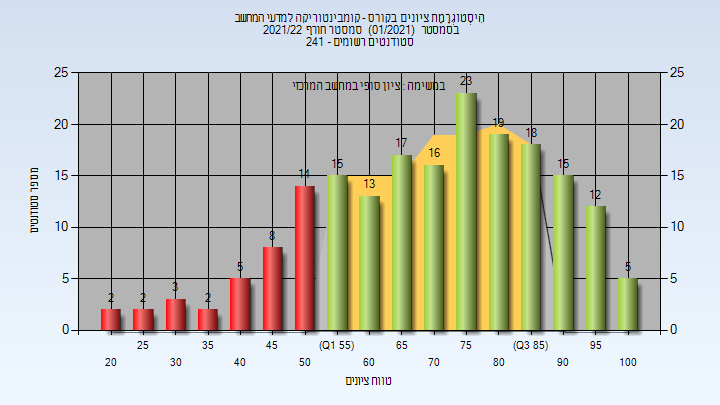 היסטוגרמת ציונים בקורס - קומבינטוריקה למדעי המחשב
בסמסטר (01/2021) סמסטר חורף 2021/22
סטודנטים רשומים - 241
במשימה : ציון סופי במחשב המרכזי
25 25
20 20
15 15
10 10
5 5
0 0
מספר סטודנטים
2 2 3 2 5 8 14 15 13 17 16 23 19 18 15 12 5
25 35 45 (Q1 55) 65 75 (Q3 85) 95
20 30 40 50 60 70 80 90 100
טווח ציונים